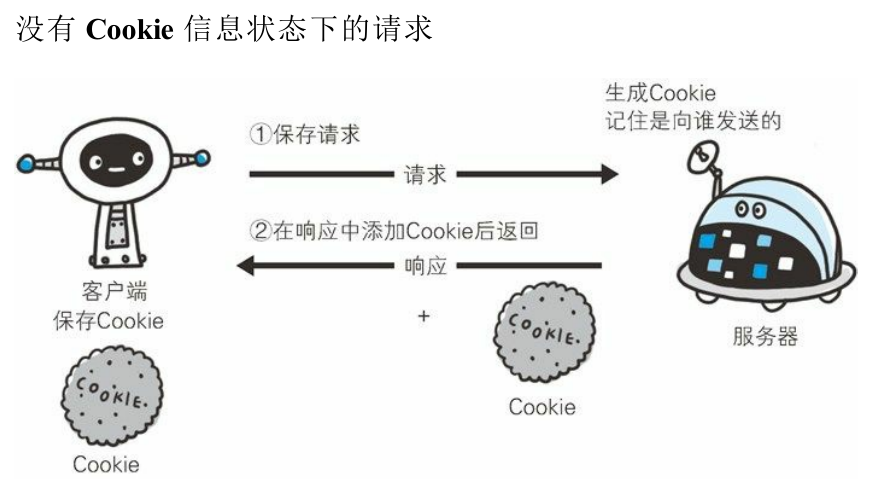 没有 Cookie 信息状态下的请求
生成Cookie
记住是向谁发送的
①保存请求
请求
②在响应中添加Cookie后返回
响应
客户端
保存Cookie
+
COOKIE.
服务器
Cookie
COOKIE.
Cookie